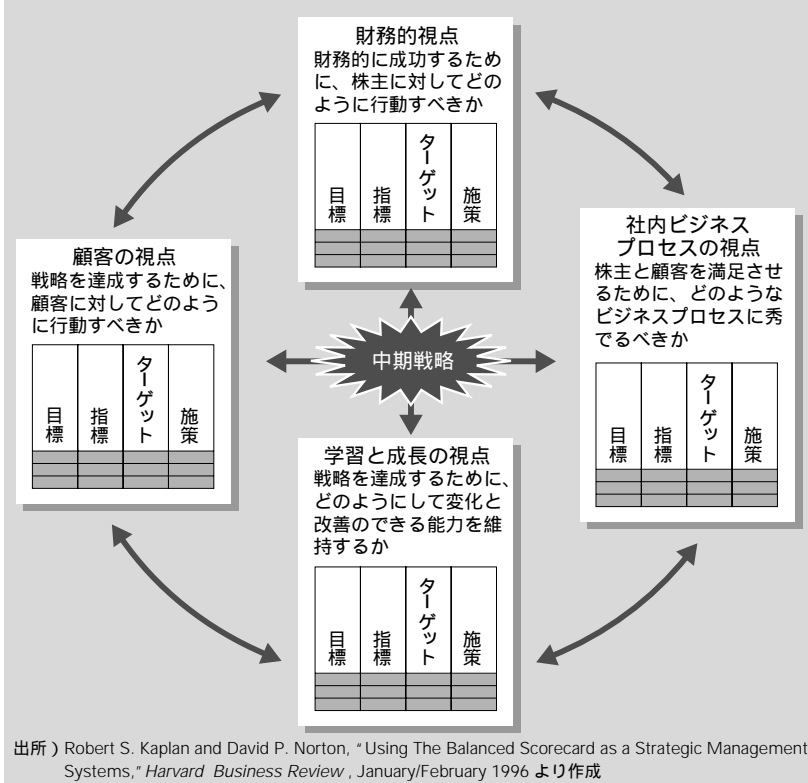 財務的視点
財務的に成功するため
に、株主に対してどの
ように行動すべきか
目標
指標
ターゲット
施策
顧客の視点
戦略を達成するために、
顧客に対してどのよう
に行動すべきか
目標
指標
ターゲット
施策
中期戦略
社内ビジネス
プロセスの視点
株主と顧客を満足させ
るために、どのような
ビジネスプロセスに秀
でるべきか
目標
指標
ターゲット
施策
学習と成長の視点
戦略を達成するために、
どのようにして変化と
改善のできる能力を維
持するか
目標
指標
ターゲット
施策
出所）Robert S. Kaplan and David P. Norton, “Using The Balanced Scorecard as a Strategic Management
Systems,” Harvard Business Review , January/February 1996 より作成